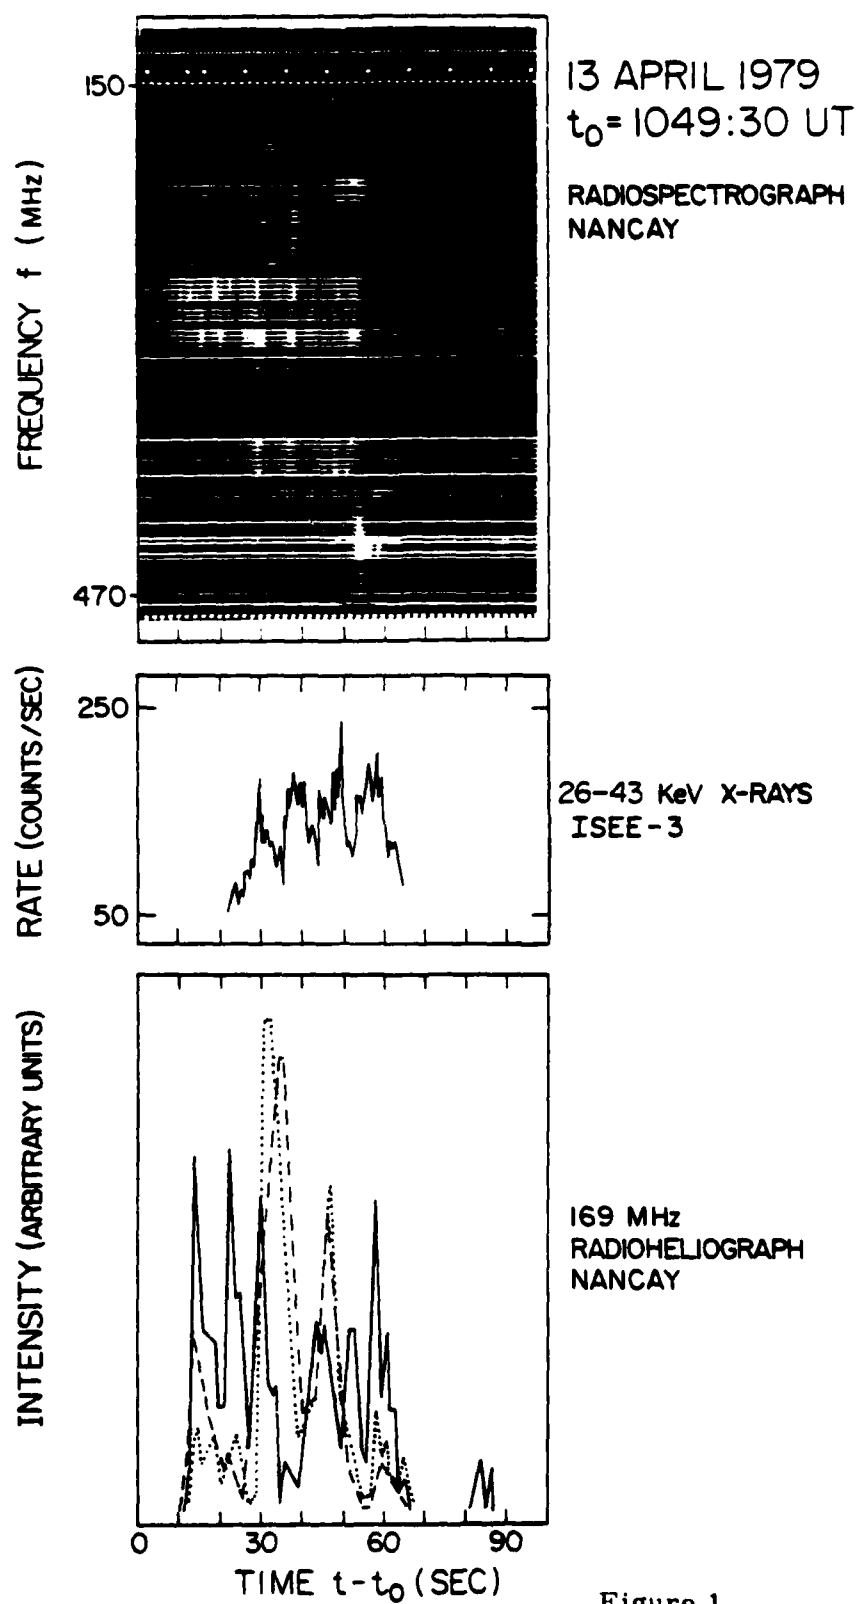 13 APRIL 1979
t₀ = 1049:30 UT
RADIOSPECTROGRAPH
NANCAY
FREQUENCY f (MHz)
150
470
RATE (COUNTS/SEC)
250
50
26-43 KeV X-RAYS
ISEE-3
INTENSITY (ARBITRARY UNITS)
169 MHz
RADIOHELIOGRAPH
NANCAY
0 30 60 90
TIME t-t₀ (SEC)
Figure 1